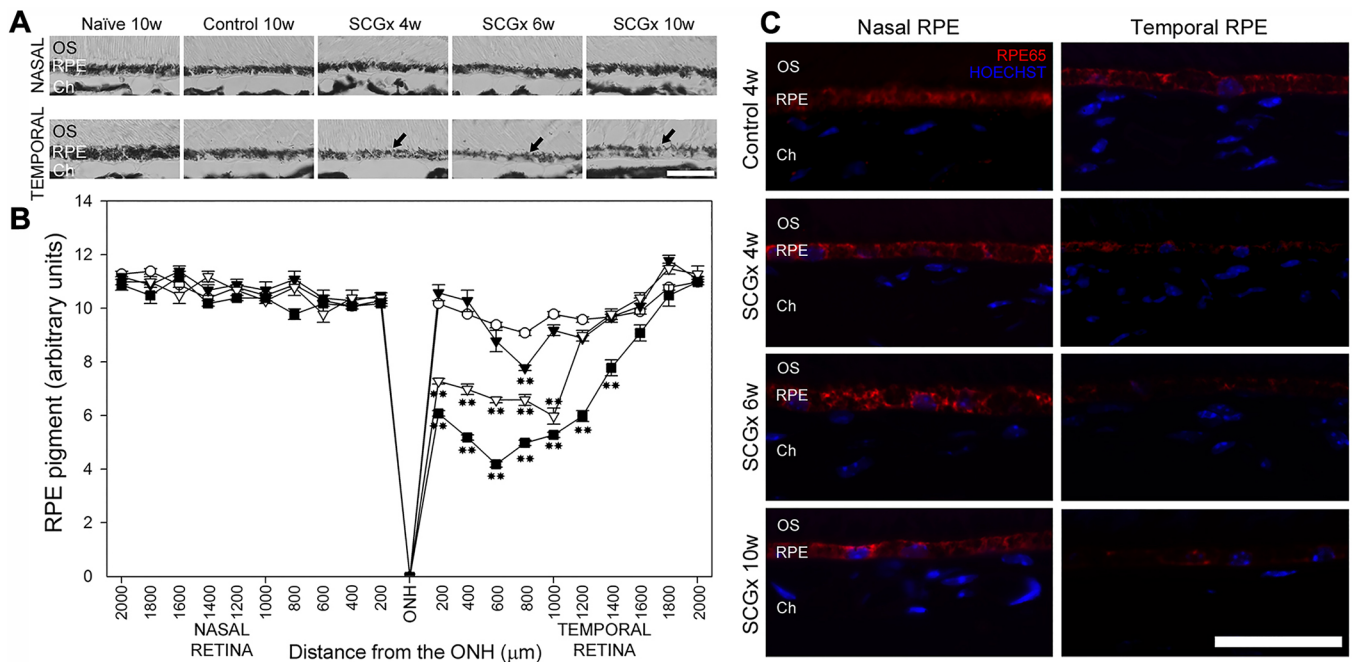 A
Naïve 10w Control 10w SCGx 4w SCGx 6w SCGx 10w
NASAL
OS
RPE
Ch
TEMPORAL
OS
RPE
Ch
B
RPE pigment (arbitrary units)
14
12
10
8
6
4
2
0
** ** ** ** ** **
** ** ** ** ** ** **
2000 1800 1600 11400 1200 1000 800 600 400 200 ONH 200 400 600 800 1000 1200 1400 1600 1800 2000
NASAL
RETINA
Distance from the ONH (μm)
TEMPORAL
RETINA
C
Nasal RPE Temporal RPE
Control 4w
RPE65
HOECHST
OS
RPE
Ch
SCGx 4w
OS
RPE
Ch
SCGx 6w
OS
RPE
Ch
SCGx 10w
OS
RPE
Ch